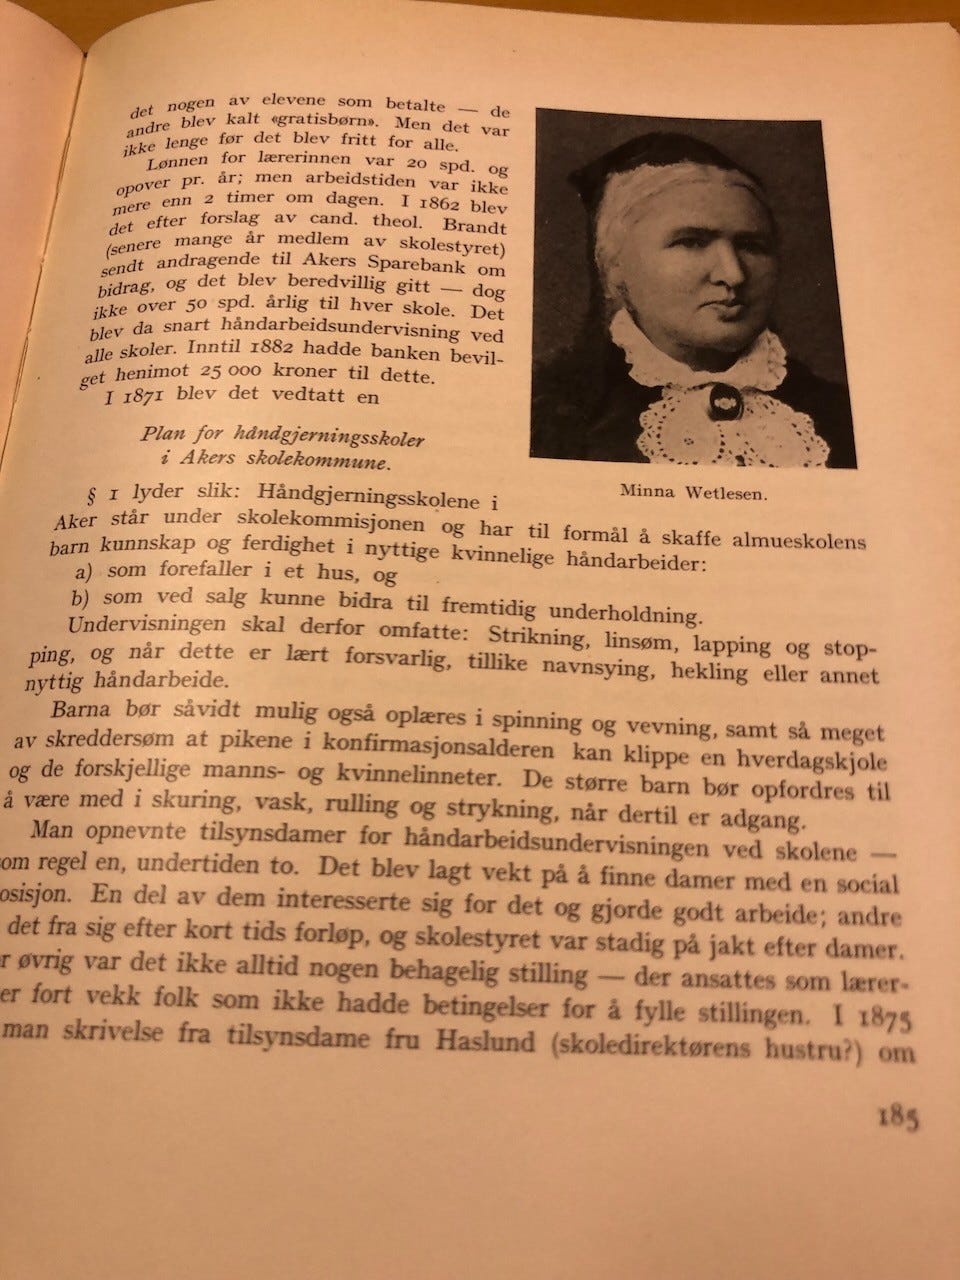 det nogen av elevene som betalte — de
andre blev kalt «gratisbørn». Men det var
ikke lenge før det blev fritt for alle.
Lønnen for lærerinnen var 20 spd. og
opover pr. år; men arbeidstiden var ikke
mere enn 2 timer om dagen. I 1862 blev
det efter forslag av cand. theol. Brandt
(senere mange år medlem av skolestyret)
sendt andragende til Akers Sparebank om
bidrag, og det blev beredvillig gitt — dog
ikke over 50 spd. årlig til hver skole. Det
blev da snart håndarbeidsundervisning ved
alle skoler. Inntil 1882 hadde banken bevil-
get henimot 25 000 kroner til dette.
I 1871 blev det vedtatt en
Plan for håndgjerningsskoler
i Akers skolekommune.
Minna Wetlesen.
§ 1 lyder slik: Håndgjerningsskolene i
Aker står under skolekommisjonen og har til formål å skaffe almueskolens
barn kunnskap og ferdighet i nyttige kvinnelige håndarbeider:
a) som forefaller i et hus, og
b) som ved salg kunne bidra til fremtidig underholdning.
Undervisningen skal derfor omfatte: Strikning, linsøm, lapping og stop-
ping, og når dette er lært forsvarlig, tillike navnsying, hekling eller annet
nyttig håndarbeide.
Barna bør såvidt mulig også oplæres i spinning og vevning, samt så meget
av skreddersøm at pikene i konfirmasjonsalderen kan klippe en hverdagskjole
og de forskjellige manns- og kvinnelinneter. De større barn bør opfordres til
å være med i skuring, vask, rulling og strykning, når dertil er adgang.
Man opnevnte tilsynsdamer for håndarbeidsundervisningen ved skolene —
om regel en, undertiden to. Det blev lagt vekt på å finne damer med en social
osisjon. En del av dem interesserte sig for det og gjorde godt arbeide; andre
det fra sig efter kort tids forløp, og skolestyret var stadig på jakt efter damer.
r øvrig var det ikke alltid nogen behagelig stilling — der ansattes som lærer-
er fort vekk folk som ikke hadde betingelser for å fylle stillingen. I 1875
man skrivelse fra tilsynsdame fru Haslund (skoledirektørens hustru?) om
185